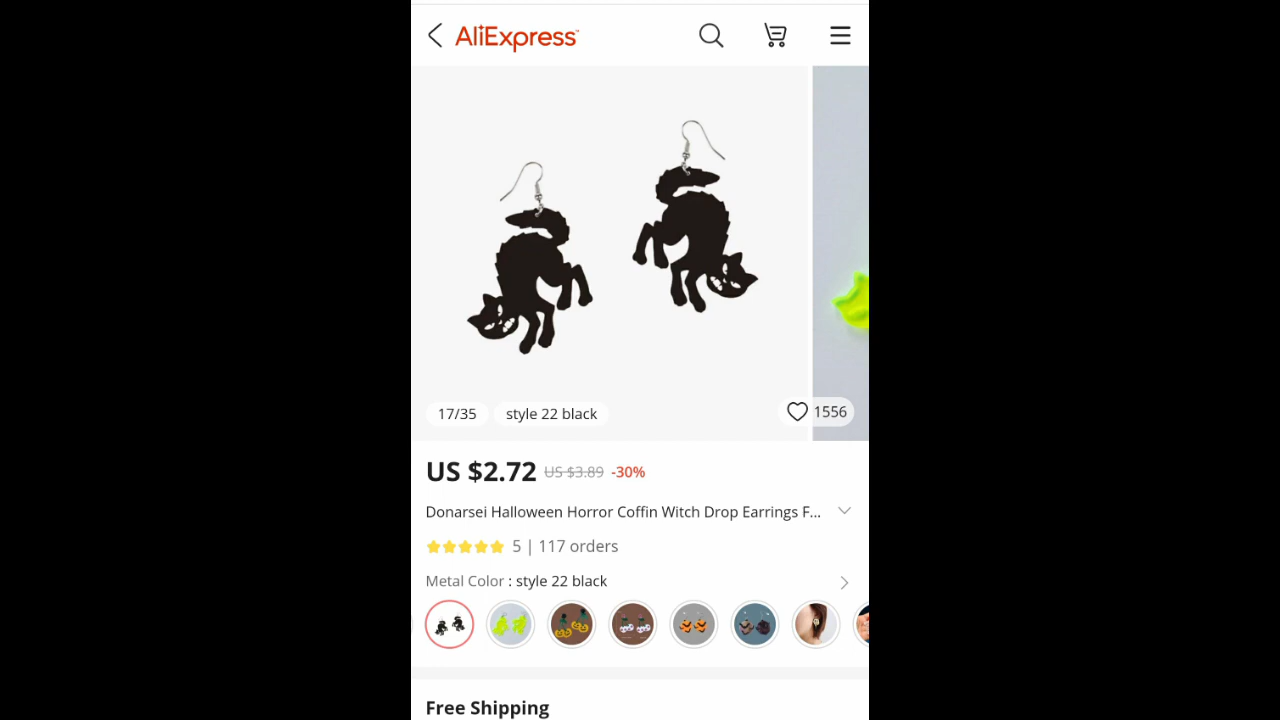 AliExpress
17/35
style 22 black
1556
US $2.72 US $3.89 -30%
Donarsei Halloween Horror Coffin Witch Drop Earrings F...
5 | 117 orders
Metal Color : style 22 black
Free Shipping